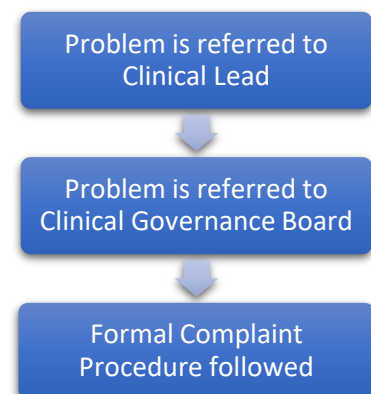 Problem is referred to
Clinical Lead
Problem is referred to
Clinical Governance Board
Formal Complaint
Procedure followed